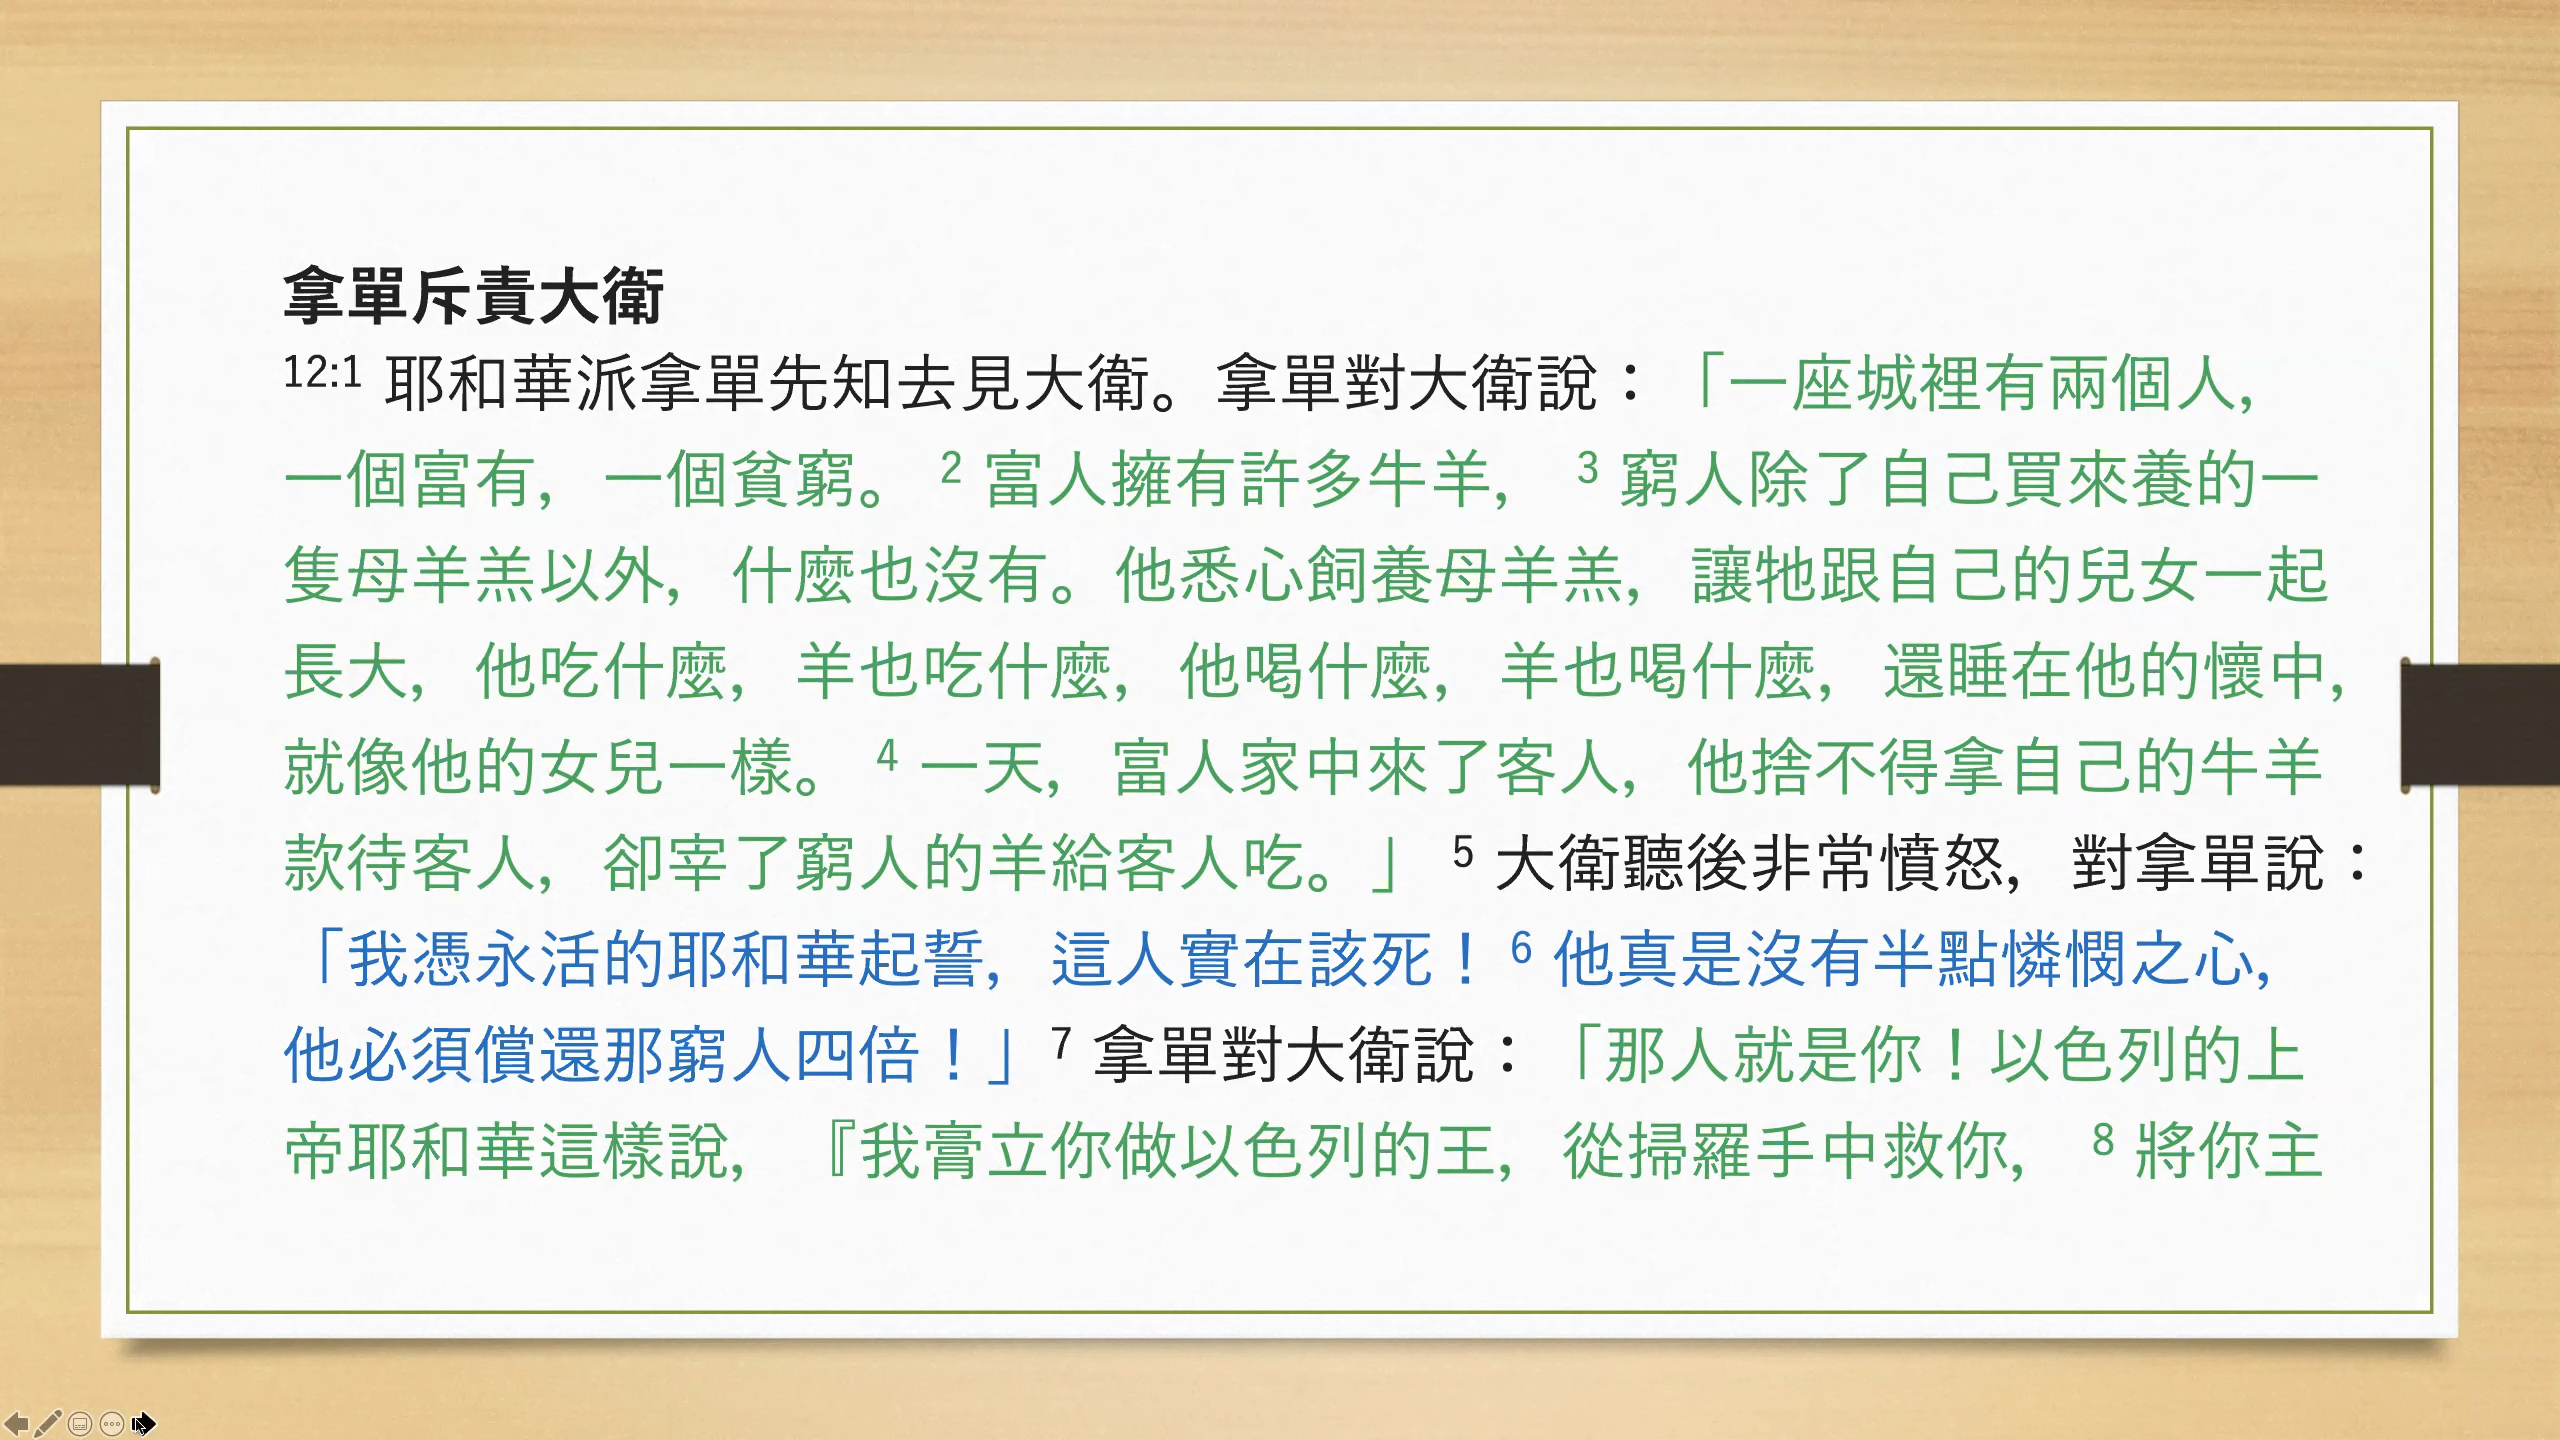 拿單斥責大衛
12:1 耶和華派拿單先知去見大衛。拿單對大衛說：「一座城裡有兩個人,
一個富有, 一個貧窮。 2 富人擁有許多牛羊, 3 窮人除了自己買來養的一
隻母羊羔以外, 什麼也沒有。他悉心飼養母羊羔, 讓牠跟自己的兒女一起
長大, 他吃什麼, 羊也吃什麼, 他喝什麼, 羊也喝什麼, 還睡在他的懷中,
就像他的女兒一樣。 4 一天, 富人家中來了客人, 他捨不得拿自己的牛羊
款待客人, 卻宰了窮人的羊給客人吃。」 5 大衛聽後非常憤怒, 對拿單說：
「我憑永活的耶和華起誓, 這人實在該死！6 他真是沒有半點憐憫之心,
他必須償還那窮人四倍！」7 拿單對大衛說：「那人就是你！以色列的上
帝耶和華這樣說, 『我膏立你做以色列的王, 從掃羅手中救你, 8 將你主